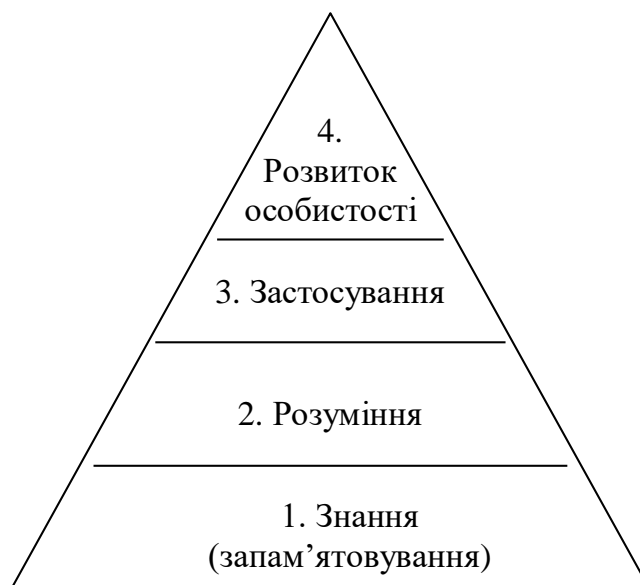 4.
Розвиток
особистості
3. Застосування
2. Розуміння
1. Знання
(запам’ятовування)